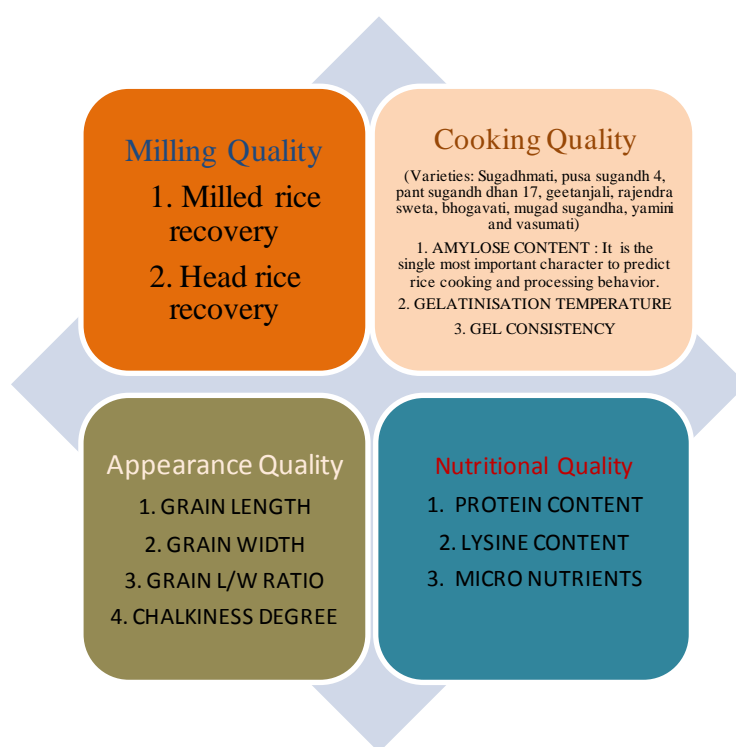 Milling Quality
1. Milled rice
recovery
2. Head rice
recovery
Cooking Quality
(Varieties: Sugadhmati, pusa sugandh 4,
pant sugandh dhan 17, geetanjali, rajendra
sweta, bhogavati, mugad sugandha, yamini
and vasumati)
1. AMYLOSE CONTENT : It is the
single most important character to predict
rice cooking and processing behavior.
2. GELATINISATION TEMPERATURE
3. GEL CONSISTENCY
Appearance Quality
1. GRAIN LENGTH
2. GRAIN WIDTH
3. GRAIN L/W RATIO
4. CHALKINESS DEGREE
Nutritional Quality
1. PROTEIN CONTENT
2. LYSINE CONTENT
3. MICRO NUTRIENTS